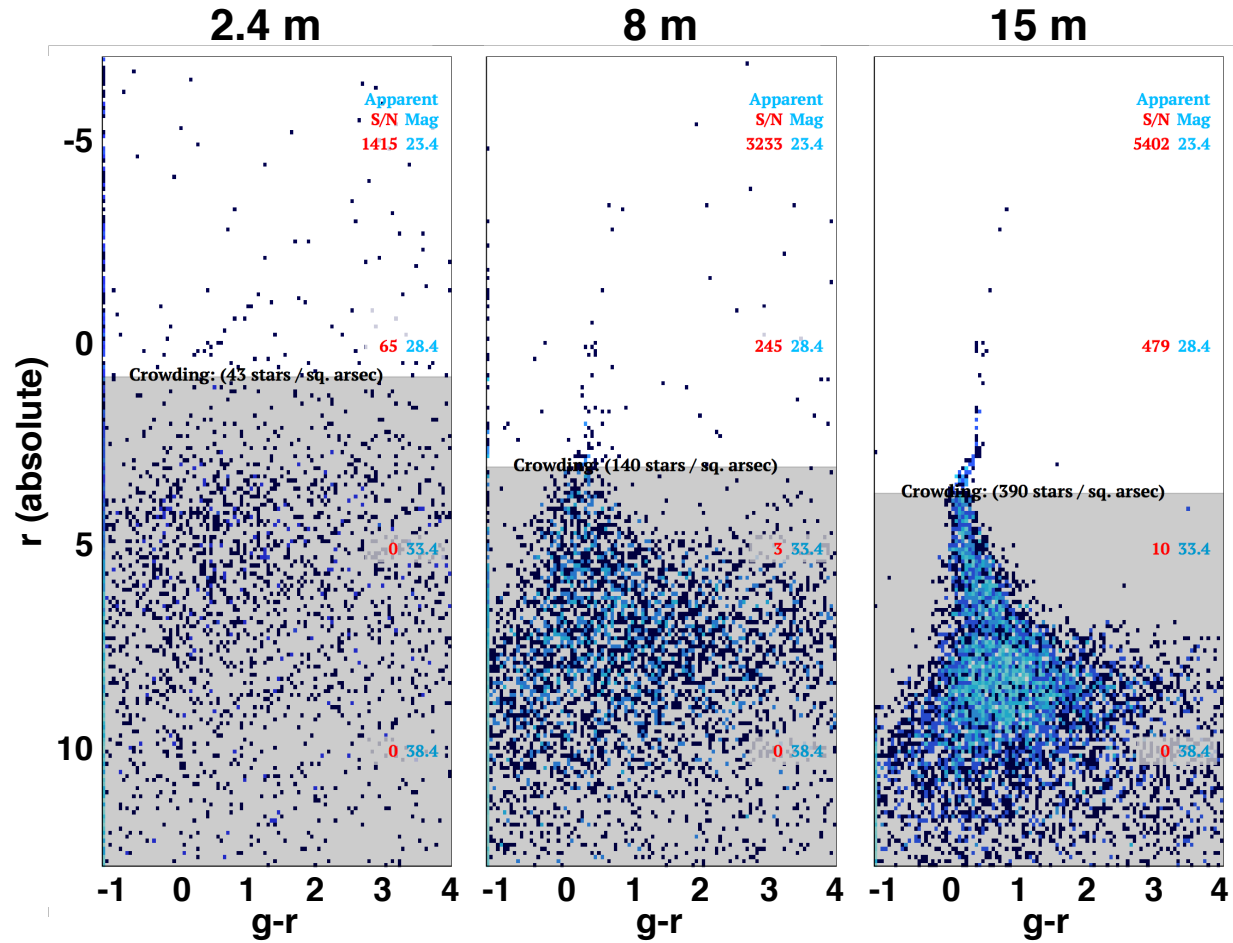 2.4 m 8 m 15 m
Apparent Apparent Apparent
S/N Mag S/N Mag S/N Mag
-5 1415 23.4 3233 23.4 5402 23.4
0 65 28.4 245 28.4 479 28.4
Crowding: (43 stars / sq. arsec)
Crowding: (140 stars / sq. arsec)
Crowding: (390 stars / sq. arsec)
r (absolute)
5 0 33.4 3 33.4 10 33.4
10 0 38.4 0 38.4 0 38.4
-1 0 1 2 3 4 -1 0 1 2 3 4 -1 0 1 2 3 4
g-r g-r g-r